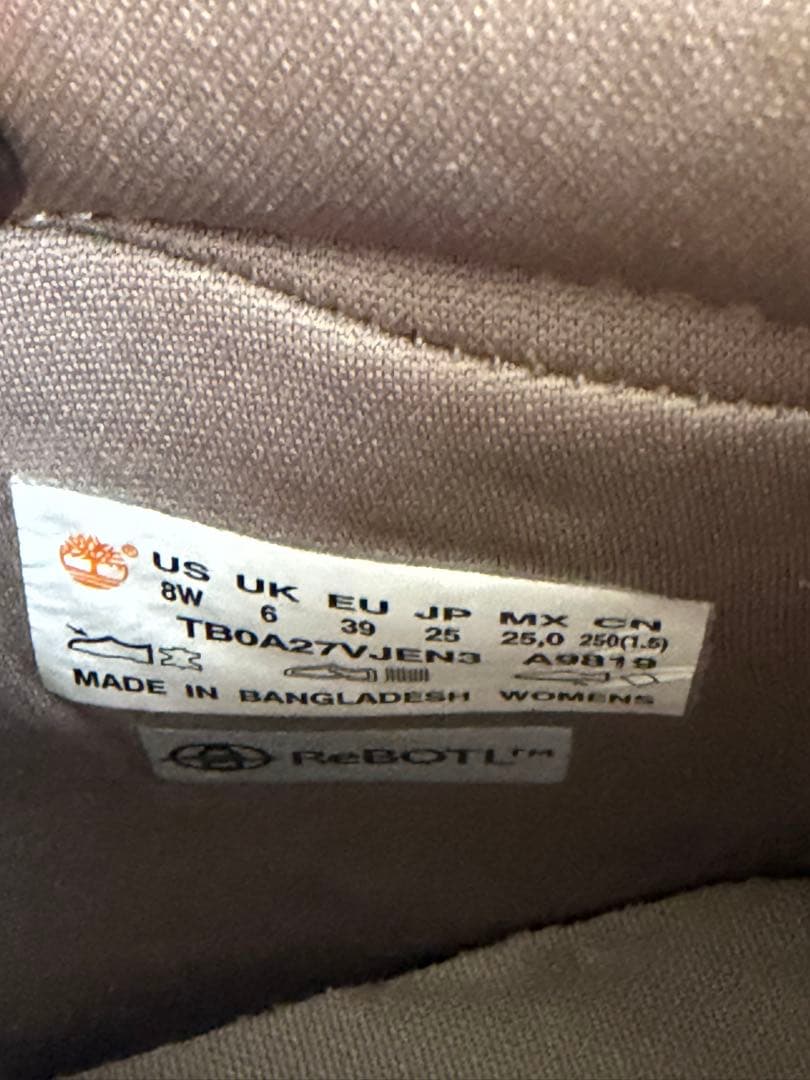 US UK EU JP MX CN
8W 6 39 25 25,0 250(1.5)
TB0A27VJEN3 A9819
MADE IN BANGLADESH WOMENS
ReBOTL™